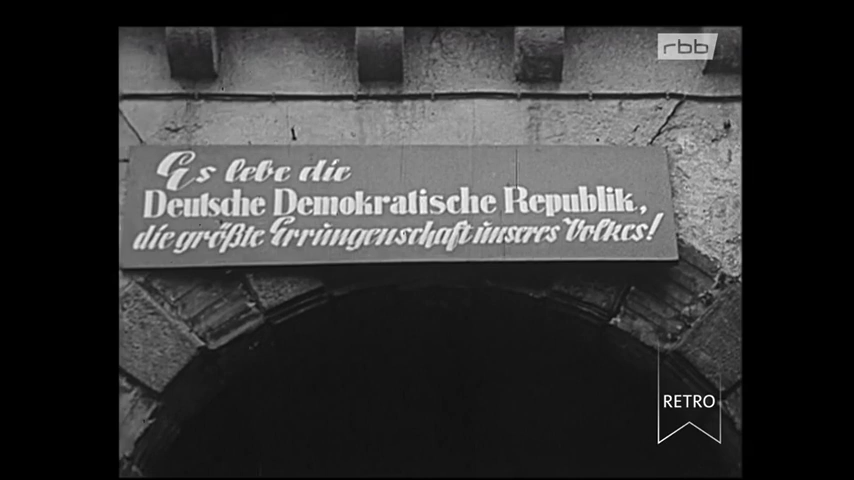 rbb
Es lebe die
Deutsche Demokratische Republik,
die größte Errungenschaft unseres Volkes!
RETRO